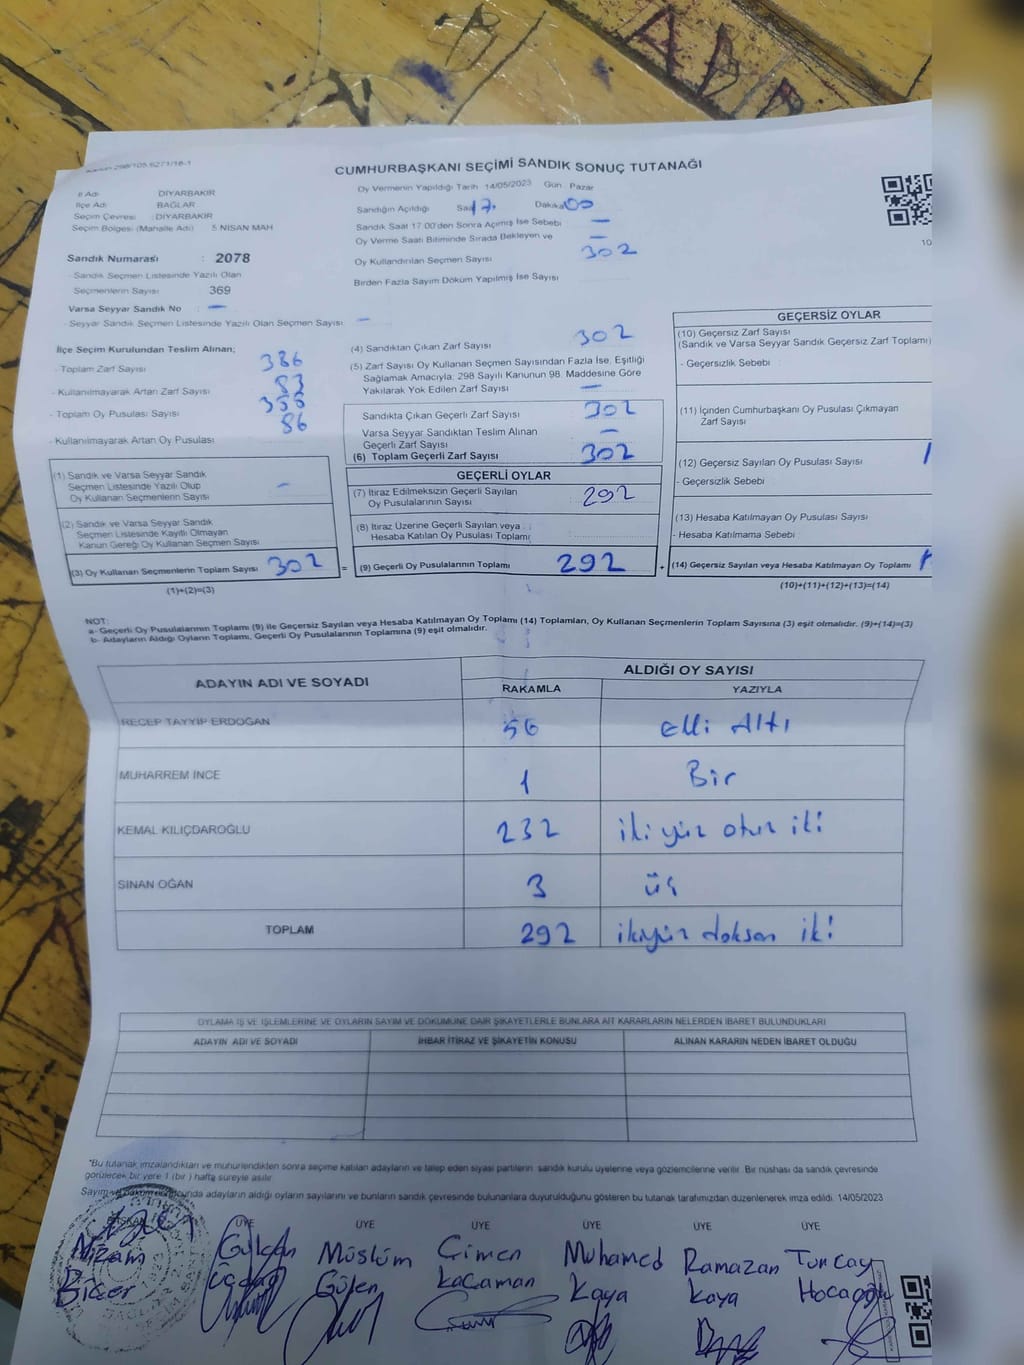 CUMHURBAŞKANI SEÇİMİ SANDIK SONUÇ TUTANAĞI
İl Adı DİYARBAKIR
İlçe Adı BAĞLAR
Seçim Çevresi : DİYARBAKIR
Seçim Bölgesi (Mahalle Adı) 5 NİSAN MAH
Oy Vermenin Yapıldığı Tarih 14/05/2023 Gün Pazar
Sandığın Açıldığı Saat 17. Dakika 00
Sandık Saat 17:00'den Sonra Açımış İse Sebebi –
Oy Verme Saati Bitiminde Sırada Bekleyen ve –
Oy Kullandırılan Seçmen Sayısı 302
Birden Fazla Sayım Döküm Yapılmış İse Sayısı
10
Sandık Numarası : 2078
- Sandık Seçmen Listesinde Yazılı Olan
Seçmenlerin Sayısı 369
Varsa Seyyar Sandık No : –
- Seyyar Sandık Seçmen Listesinde Yazılı Olan Seçmen Sayısı –
İlçe Seçim Kurulundan Teslim Alınan;
- Toplam Zarf Sayısı 386
- Kullanılmayarak Artan Zarf Sayısı
- Toplam Oy Pusulası Sayısı
- Kullanılmayarak Artan Oy Pusulası 86
(1) Sandık ve Varsa Seyyar Sandık
Seçmen Listesinde Yazılı Olup
Oy Kullanan Seçmenlerin Sayısı –
(2) Sandık ve Varsa Seyyar Sandık
Seçmen Listesinde Kayıtlı Olmayan
Kanun Gereği Oy Kullanan Seçmen Sayısı
(3) Oy Kullanan Seçmenlerin Toplam Sayısı 302
(1)+(2)=(3)
(4) Sandıktan Çıkan Zarf Sayısı 302
(5) Zarf Sayısı Oy Kullanan Seçmen Sayısından Fazla İse, Eşitliği
Sağlamak Amacıyla; 298 Sayılı Kanunun 98. Maddesine Göre
Yakılarak Yok Edilen Zarf Sayısı –
Sandıkta Çıkan Geçerli Zarf Sayısı 302
Varsa Seyyar Sandıktan Teslim Alınan
Geçerli Zarf Sayısı –
(6) Toplam Geçerli Zarf Sayısı 302
GEÇERLİ OYLAR
(7) İtiraz Edilmeksizin Geçerli Sayılan
Oy Pusulalarının Sayısı : 292
(8) İtiraz Üzerine Geçerli Sayılan veya
Hesaba Katılan Oy Pusulası Toplamı
= (9) Geçerli Oy Pusulalarının Toplamı 292
GEÇERSİZ OYLAR
(10) Geçersiz Zarf Sayısı
(Sandık ve Varsa Seyyar Sandık Geçersiz Zarf Toplamı)
- Geçersizlik Sebebi :
(11) İçinden Cumhurbaşkanı Oy Pusulası Çıkmayan
Zarf Sayısı
(12) Geçersiz Sayılan Oy Pusulası Sayısı
- Geçersizlik Sebebi
(13) Hesaba Katılmayan Oy Pusulası Sayısı
- Hesaba Katılmama Sebebi
+ (14) Geçersiz Sayılan veya Hesaba Katılmayan Oy Toplamı
(10)+(11)+(12)+(13)=(14)
NOT:
a- Geçerli Oy Pusulalarının Toplamı (9) ile Geçersiz Sayılan veya Hesaba Katılmayan Oy Toplamı (14) Toplamları, Oy Kullanan Seçmenlerin Toplam Sayısına (3) eşit olmalıdır. (9)+(14)=(3)
b- Adayların Aldığı Oyların Toplamı, Geçerli Oy Pusulalarının Toplamına (9) eşit olmalıdır.
ADAYIN ADI VE SOYADI
ALDIĞI OY SAYISI
RAKAMLA YAZIYLA
RECEP TAYYİP ERDOĞAN 56 elli Altı
MUHARREM İNCE 1 Bir
KEMAL KILIÇDAROĞLU 232 iki yüz otuz iki
SİNAN OĞAN 3 üç
TOPLAM 292 ikiyüz doksan iki
OYLAMA İŞ VE İŞLEMLERİNE VE OYLARIN SAYIM VE DÖKÜMÜNE DAİR ŞİKAYETLERLE BUNLARA AİT KARARLARIN NELERDEN İBARET BULUNDUKLARI
ADAYIN ADI VE SOYADI İHBAR İTİRAZ VE ŞİKAYETİN KONUSU ALINAN KARARIN NEDEN İBARET OLDUĞU
"Bu tutanak imzalandıktan ve mühürlendikten sonra seçime katılan adayların ve talep eden siyasi partilerin sandık kurulu üyelerine veya gözlemcilerine verilir. Bir nüshası da sandık çevresinde
görülecek bir yere 1 (bir) hafta süreyle asılır
Sayım ve döküm sonucunda adayların aldığı oyların sayılarını ve bunların sandık çevresinde bulunanlara duyurulduğunu gösteren bu tutanak tarafımızdan düzenlenerek imza edildi. 14/05/2023
BAŞKAN ÜYE ÜYE ÜYE ÜYE ÜYE ÜYE
Nizam Gülcan Müslüm Çimen Muhamed Ramazan Tuncay
Biçer Gülen Kaçaman Kaya Kaya Hocaoğlu